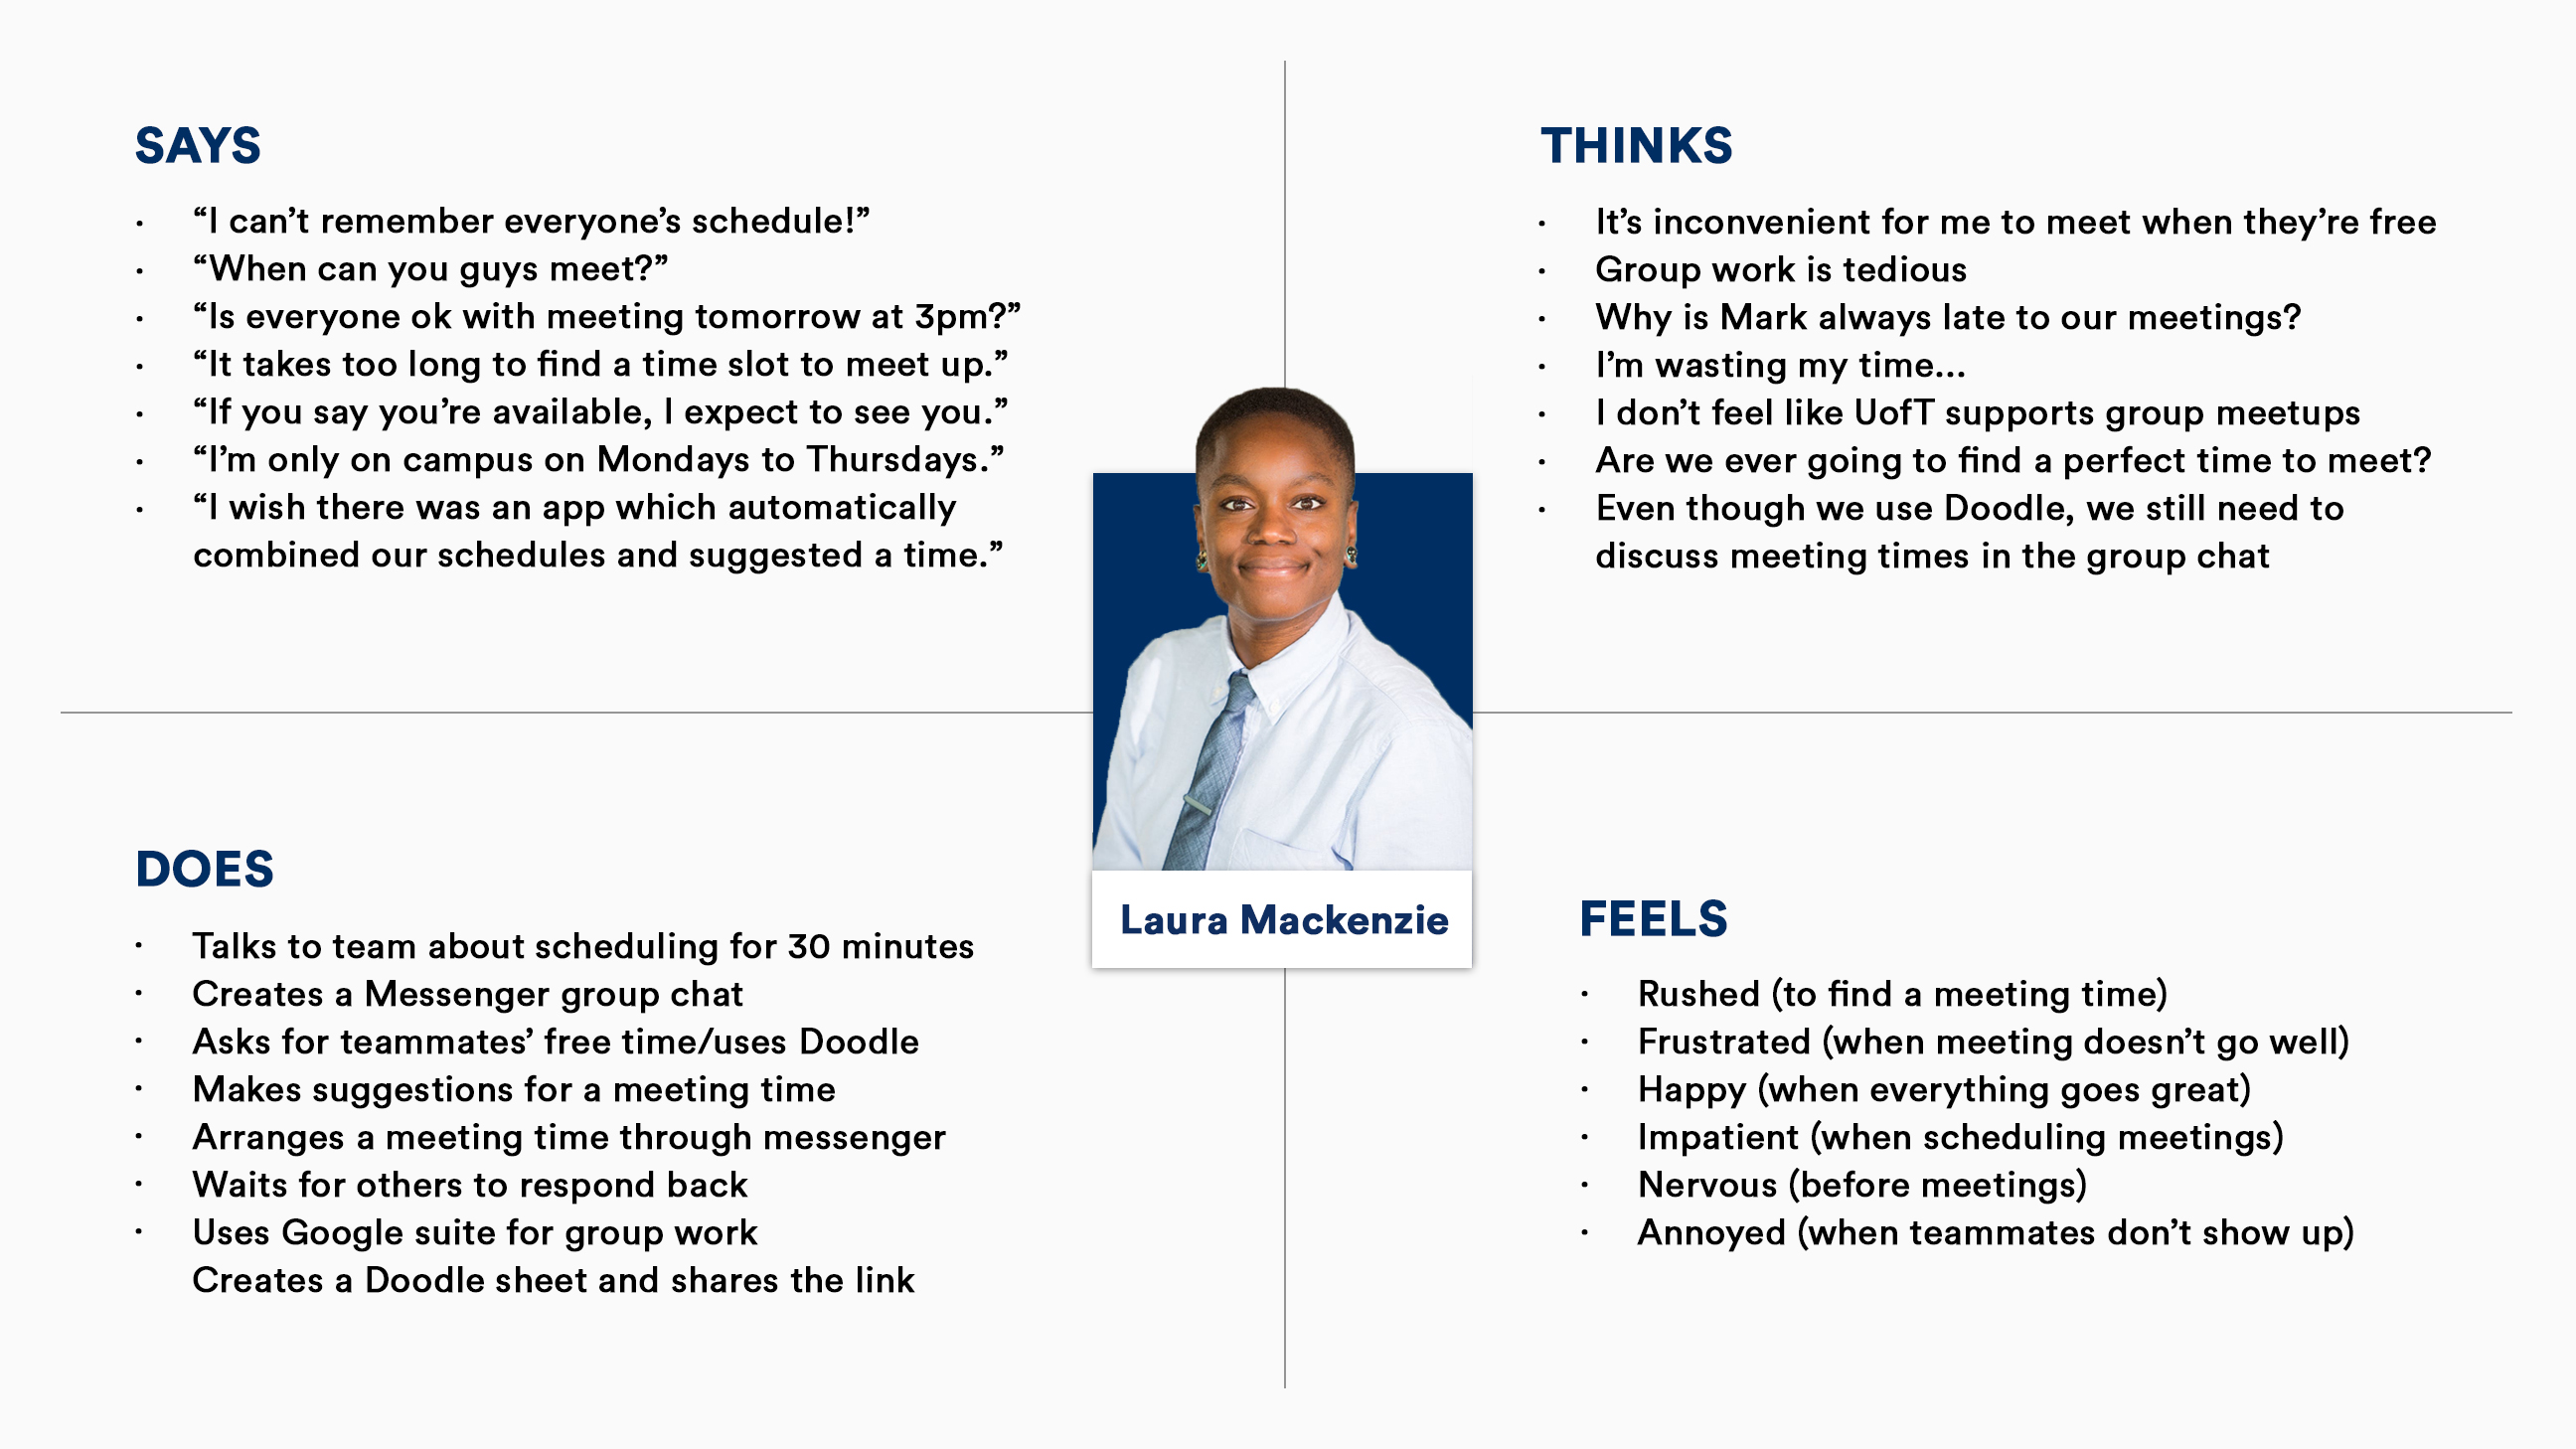 SAYS
· “I can’t remember everyone’s schedule!”
· “When can you guys meet?”
· “Is everyone ok with meeting tomorrow at 3pm?”
· “It takes too long to find a time slot to meet up.”
· “If you say you’re available, I expect to see you.”
· “I’m only on campus on Mondays to Thursdays.”
· “I wish there was an app which automatically
combined our schedules and suggested a time.”
THINKS
· It’s inconvenient for me to meet when they’re free
· Group work is tedious
· Why is Mark always late to our meetings?
· I’m wasting my time...
· I don’t feel like UofT supports group meetups
· Are we ever going to find a perfect time to meet?
· Even though we use Doodle, we still need to
discuss meeting times in the group chat
Laura Mackenzie
DOES
· Talks to team about scheduling for 30 minutes
· Creates a Messenger group chat
· Asks for teammates’ free time/uses Doodle
· Makes suggestions for a meeting time
· Arranges a meeting time through messenger
· Waits for others to respond back
· Uses Google suite for group work
Creates a Doodle sheet and shares the link
FEELS
· Rushed (to find a meeting time)
· Frustrated (when meeting doesn’t go well)
· Happy (when everything goes great)
· Impatient (when scheduling meetings)
· Nervous (before meetings)
· Annoyed (when teammates don’t show up)